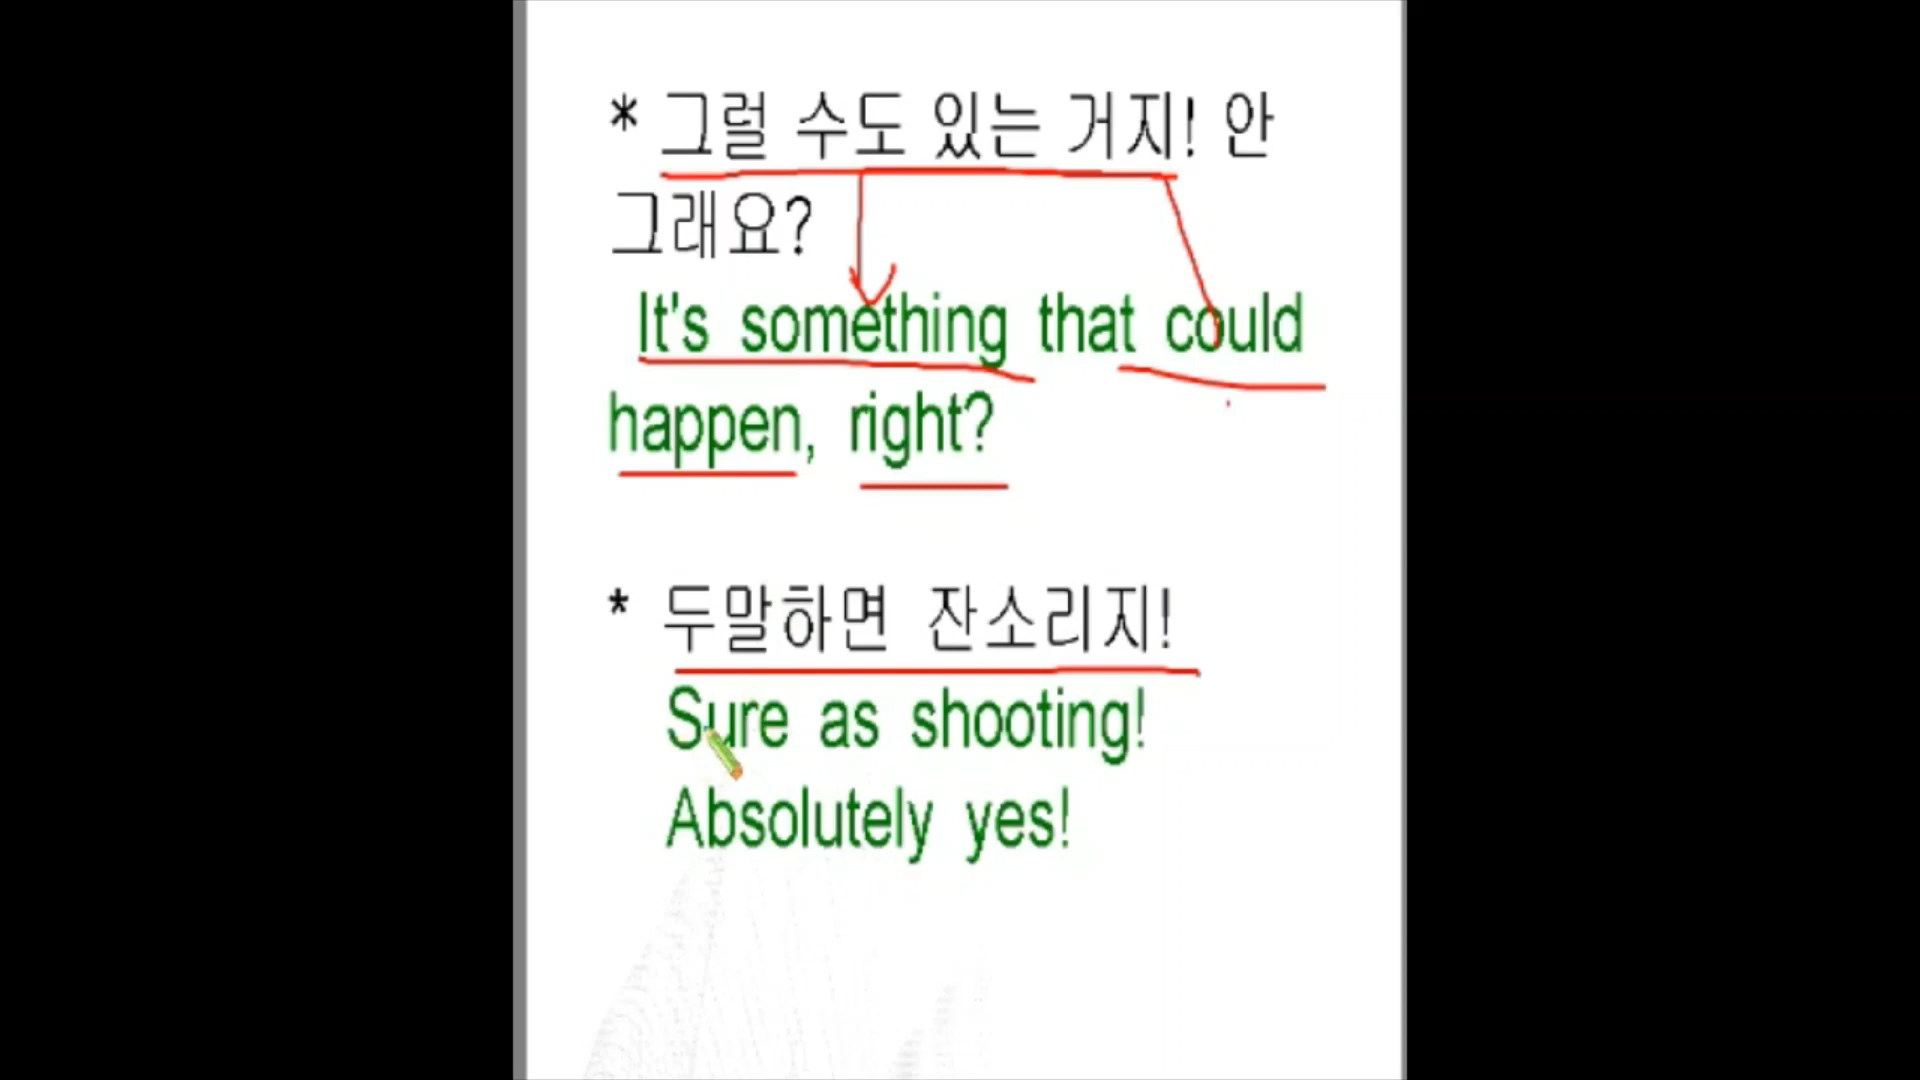 * 그럴 수도 있는 거지! 안
그래요?
It's something that could
happen, right?
* 두말하면 잔소리지!
Sure as shooting!
Absolutely yes!